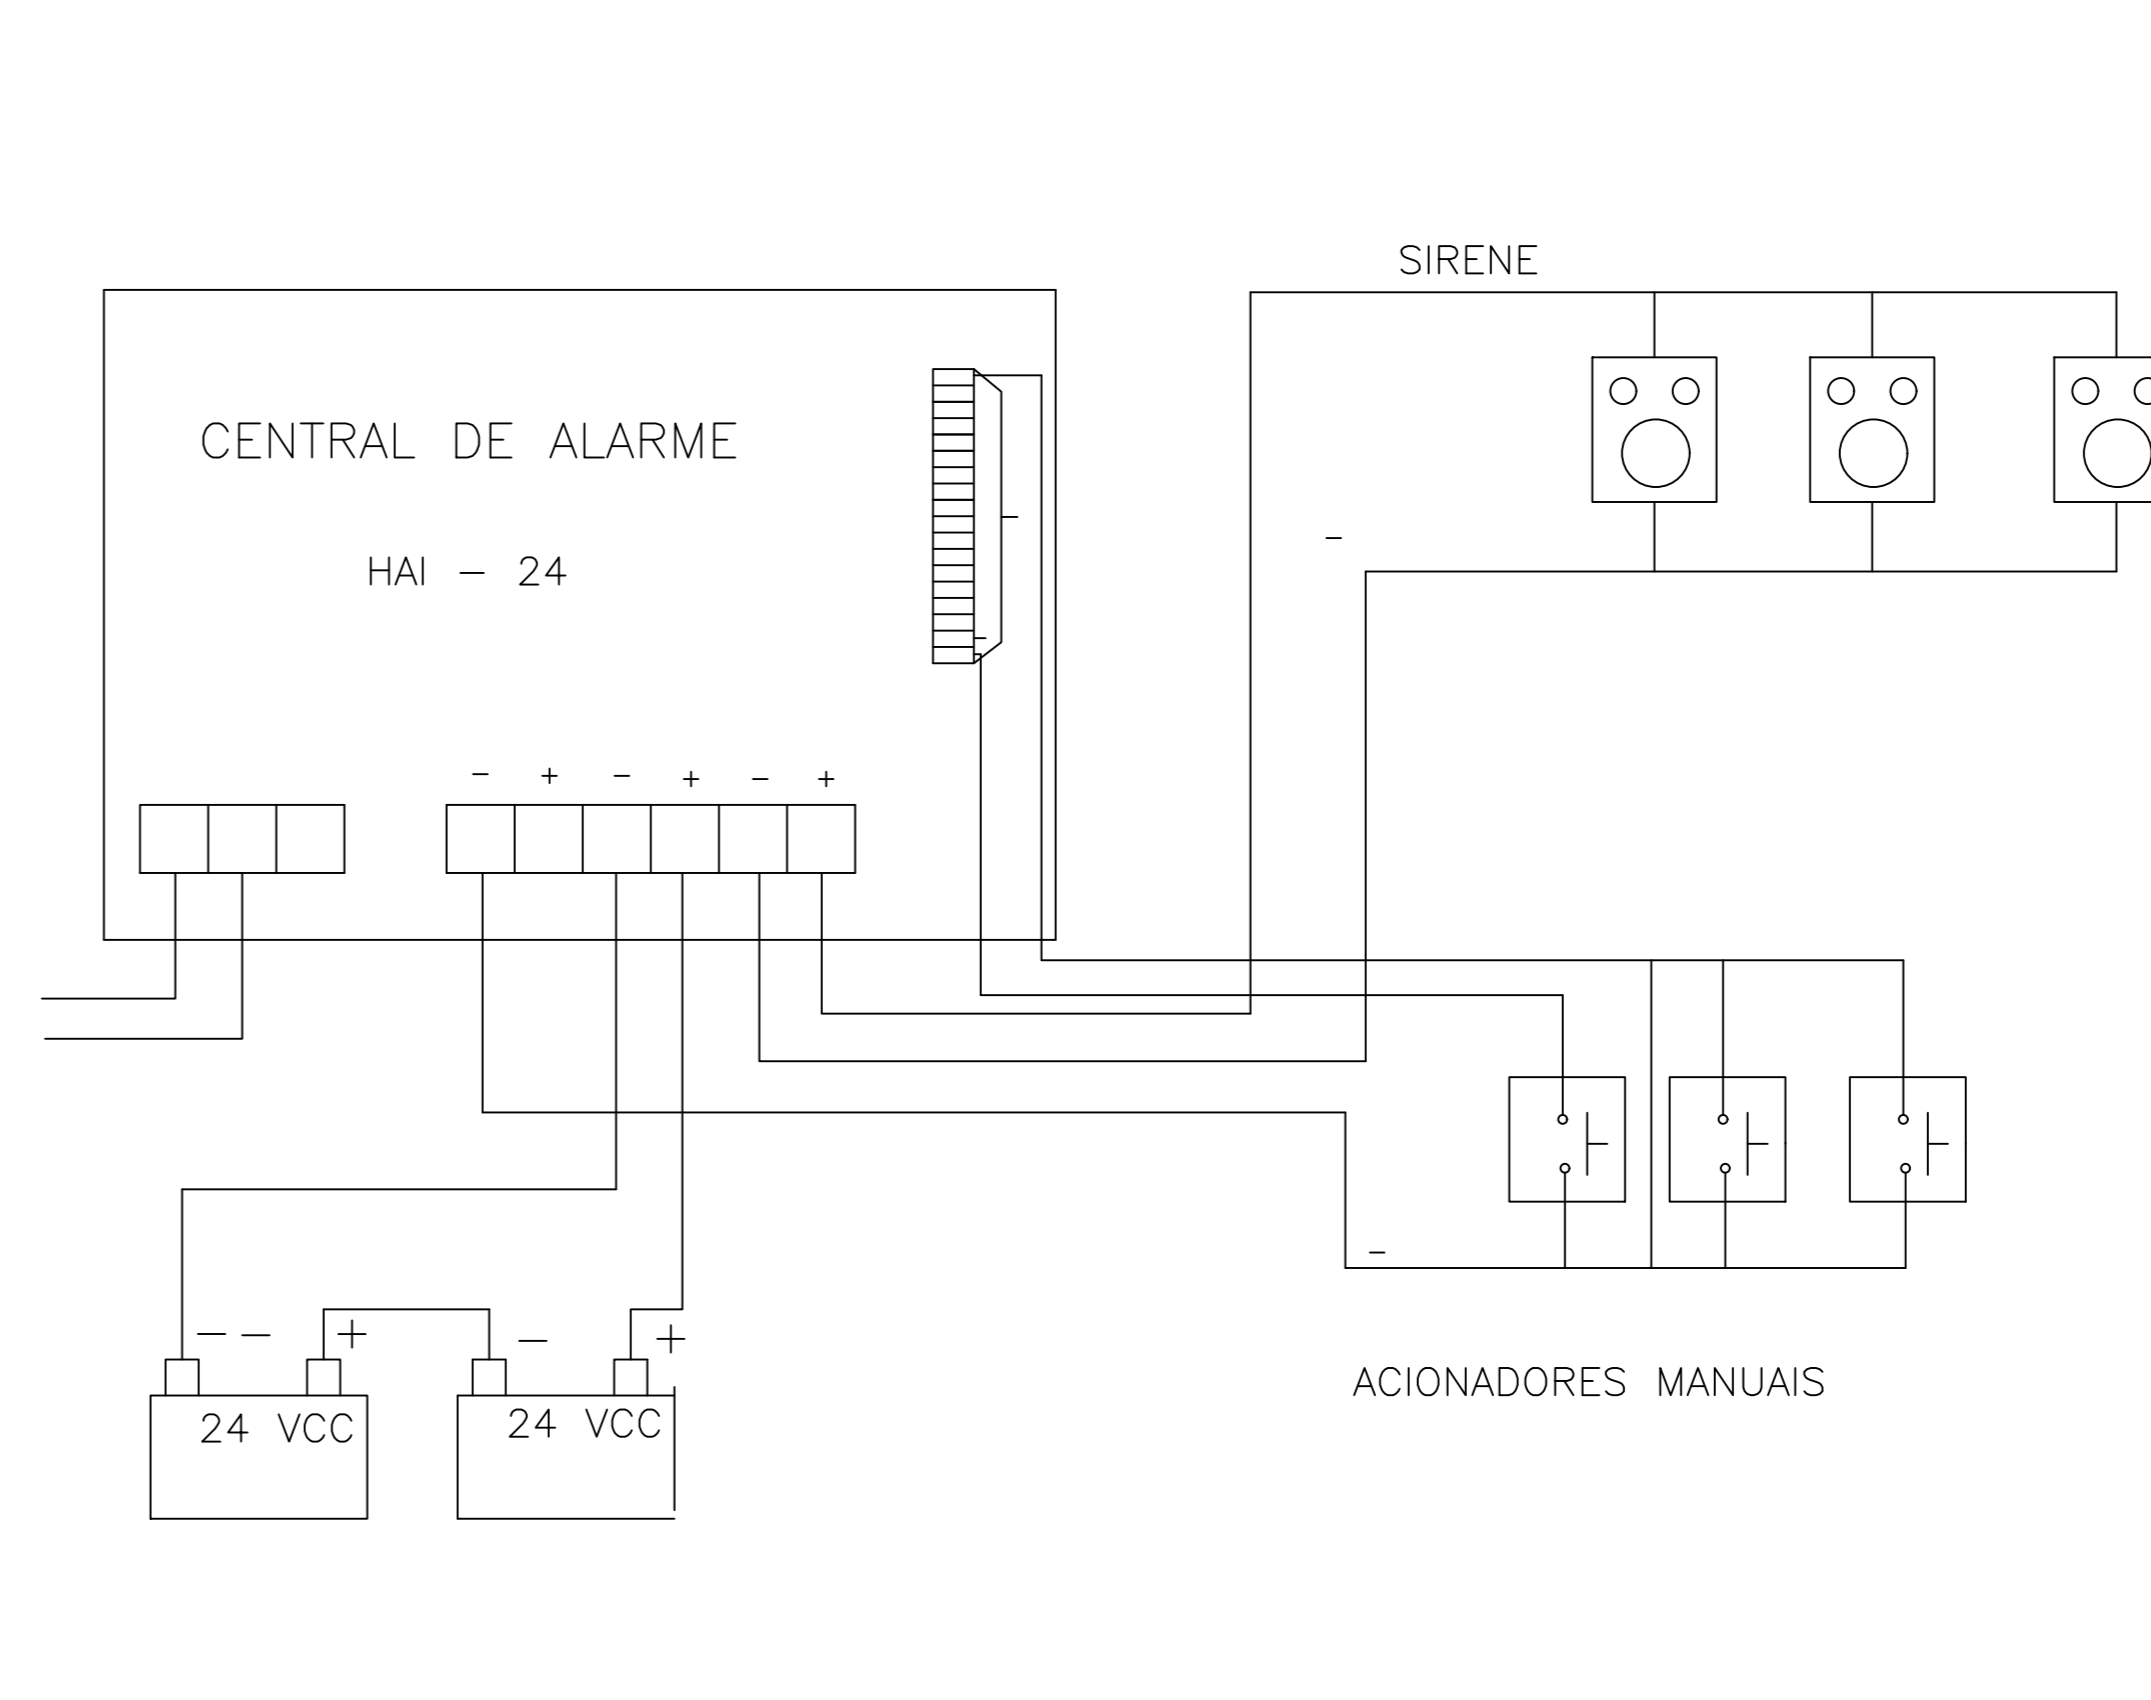 SIRENE
CENTRAL DE ALARME
HAI - 24
-
- + - + - +
-
- - + - +
24 VCC 24 VCC
ACIONADORES MANUAIS